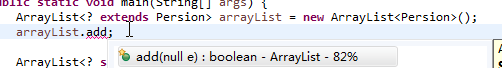 ublic static void main(String[] args) {
ArrayList<? extends Persion> arrayList = new ArrayList<Persion>();
arrayList.add;
add(null e) : boolean - ArrayList - 82%
ArrayList<? s